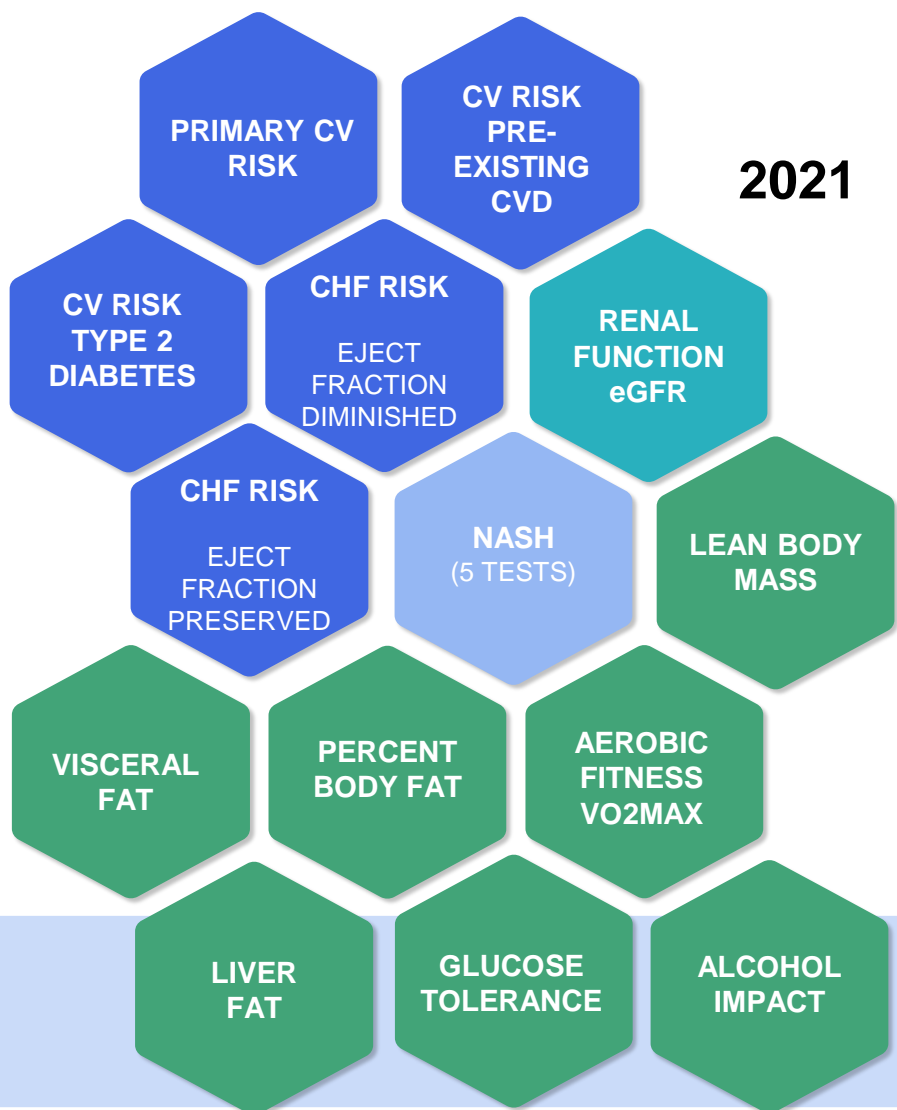 PRIMARY CV
RISK
CV RISK
PRE-
EXISTING
CVD
2021
CV RISK
TYPE 2
DIABETES
CHF RISK
EJECT
FRACTION
DIMINISHED
RENAL
FUNCTION
eGFR
CHF RISK
EJECT
FRACTION
PRESERVED
NASH
(5 TESTS)
LEAN BODY
MASS
VISCERAL
FAT
PERCENT
BODY FAT
AEROBIC
FITNESS
VO2MAX
LIVER
FAT
GLUCOSE
TOLERANCE
ALCOHOL
IMPACT